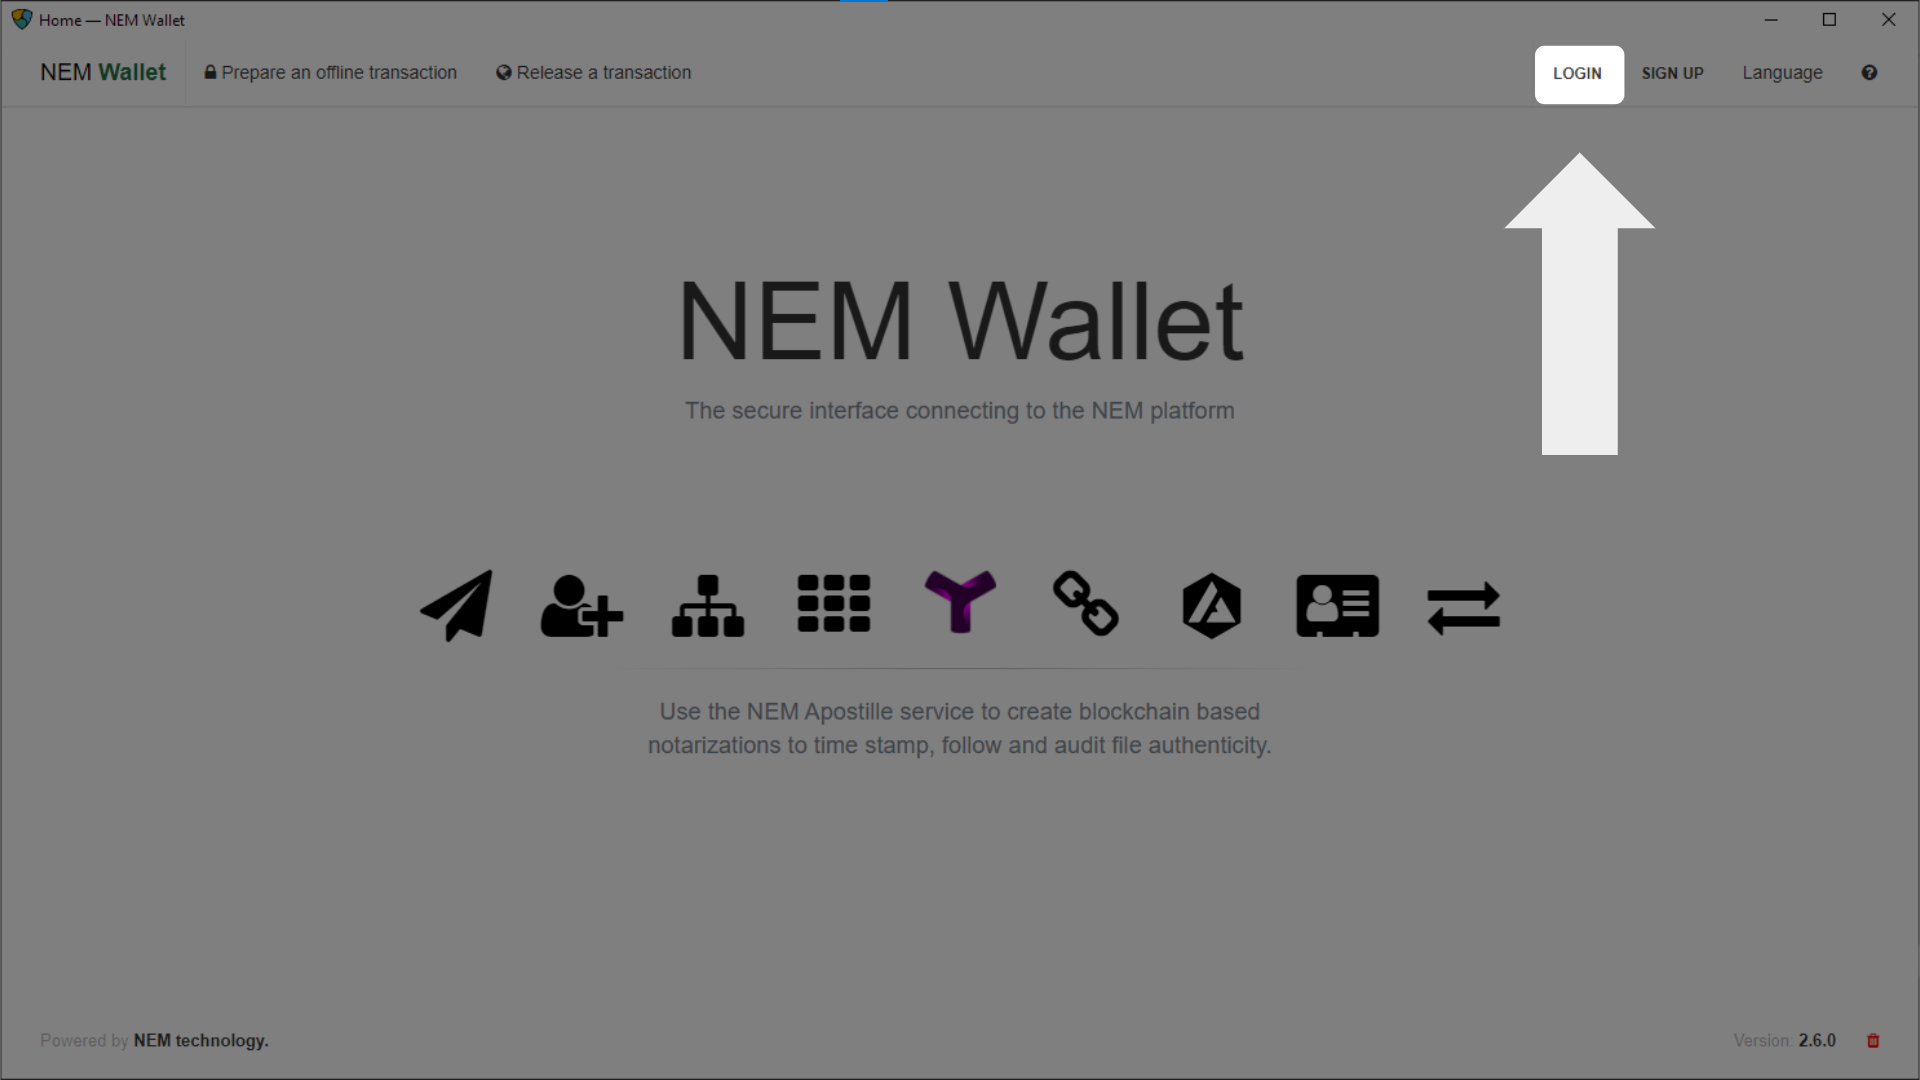 Home — NEM Wallet
NEM Wallet
Prepare an offline transaction
Release a transaction
LOGIN
SIGN UP
Language
NEM Wallet
The secure interface connecting to the NEM platform
Use the NEM Apostille service to create blockchain based
notarizations to time stamp, follow and audit file authenticity.
Powered by NEM technology.
Version: 2.6.0